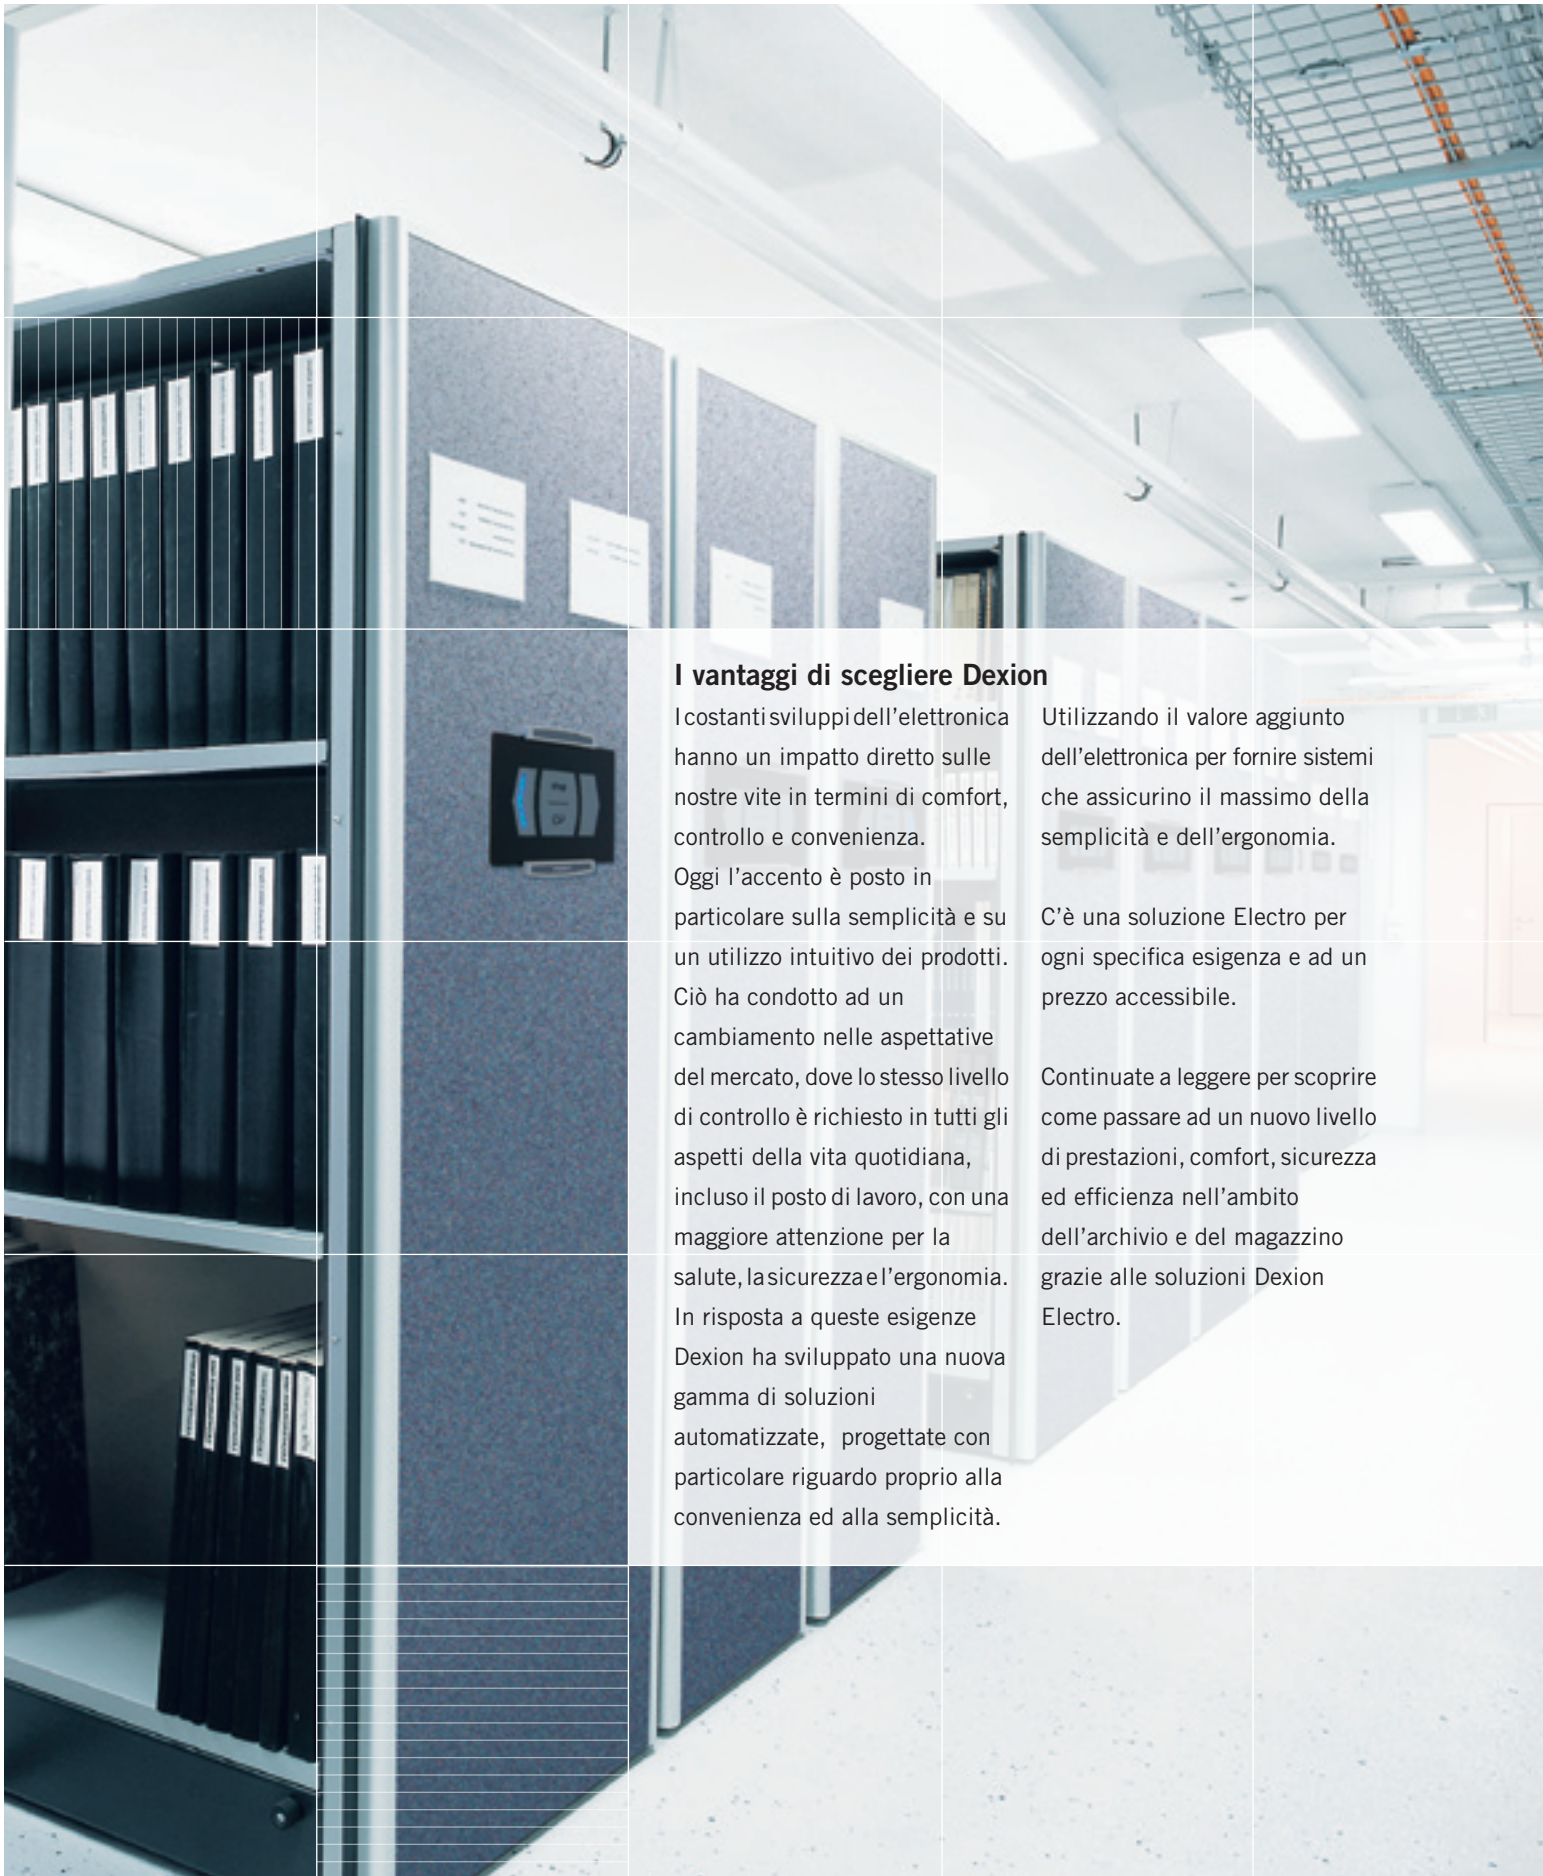 I vantaggi di scegliere Dexion
I costanti sviluppi dell’elettronica
hanno un impatto diretto sulle
nostre vite in termini di comfort,
controllo e convenienza.
Oggi l’accento è posto in
particolare sulla semplicità e su
un utilizzo intuitivo dei prodotti.
Ciò ha condotto ad un
cambiamento nelle aspettative
del mercato, dove lo stesso livello
di controllo è richiesto in tutti gli
aspetti della vita quotidiana,
incluso il posto di lavoro, con una
maggiore attenzione per la
salute, la sicurezza e l’ergonomia.
In risposta a queste esigenze
Dexion ha sviluppato una nuova
gamma di soluzioni
automatizzate, progettate con
particolare riguardo proprio alla
convenienza ed alla semplicità.
Utilizzando il valore aggiunto
dell’elettronica per fornire sistemi
che assicurino il massimo della
semplicità e dell’ergonomia.
C’è una soluzione Electro per
ogni specifica esigenza e ad un
prezzo accessibile.
Continuate a leggere per scoprire
come passare ad un nuovo livello
di prestazioni, comfort, sicurezza
ed efficienza nell’ambito
dell’archivio e del magazzino
grazie alle soluzioni Dexion
Electro.